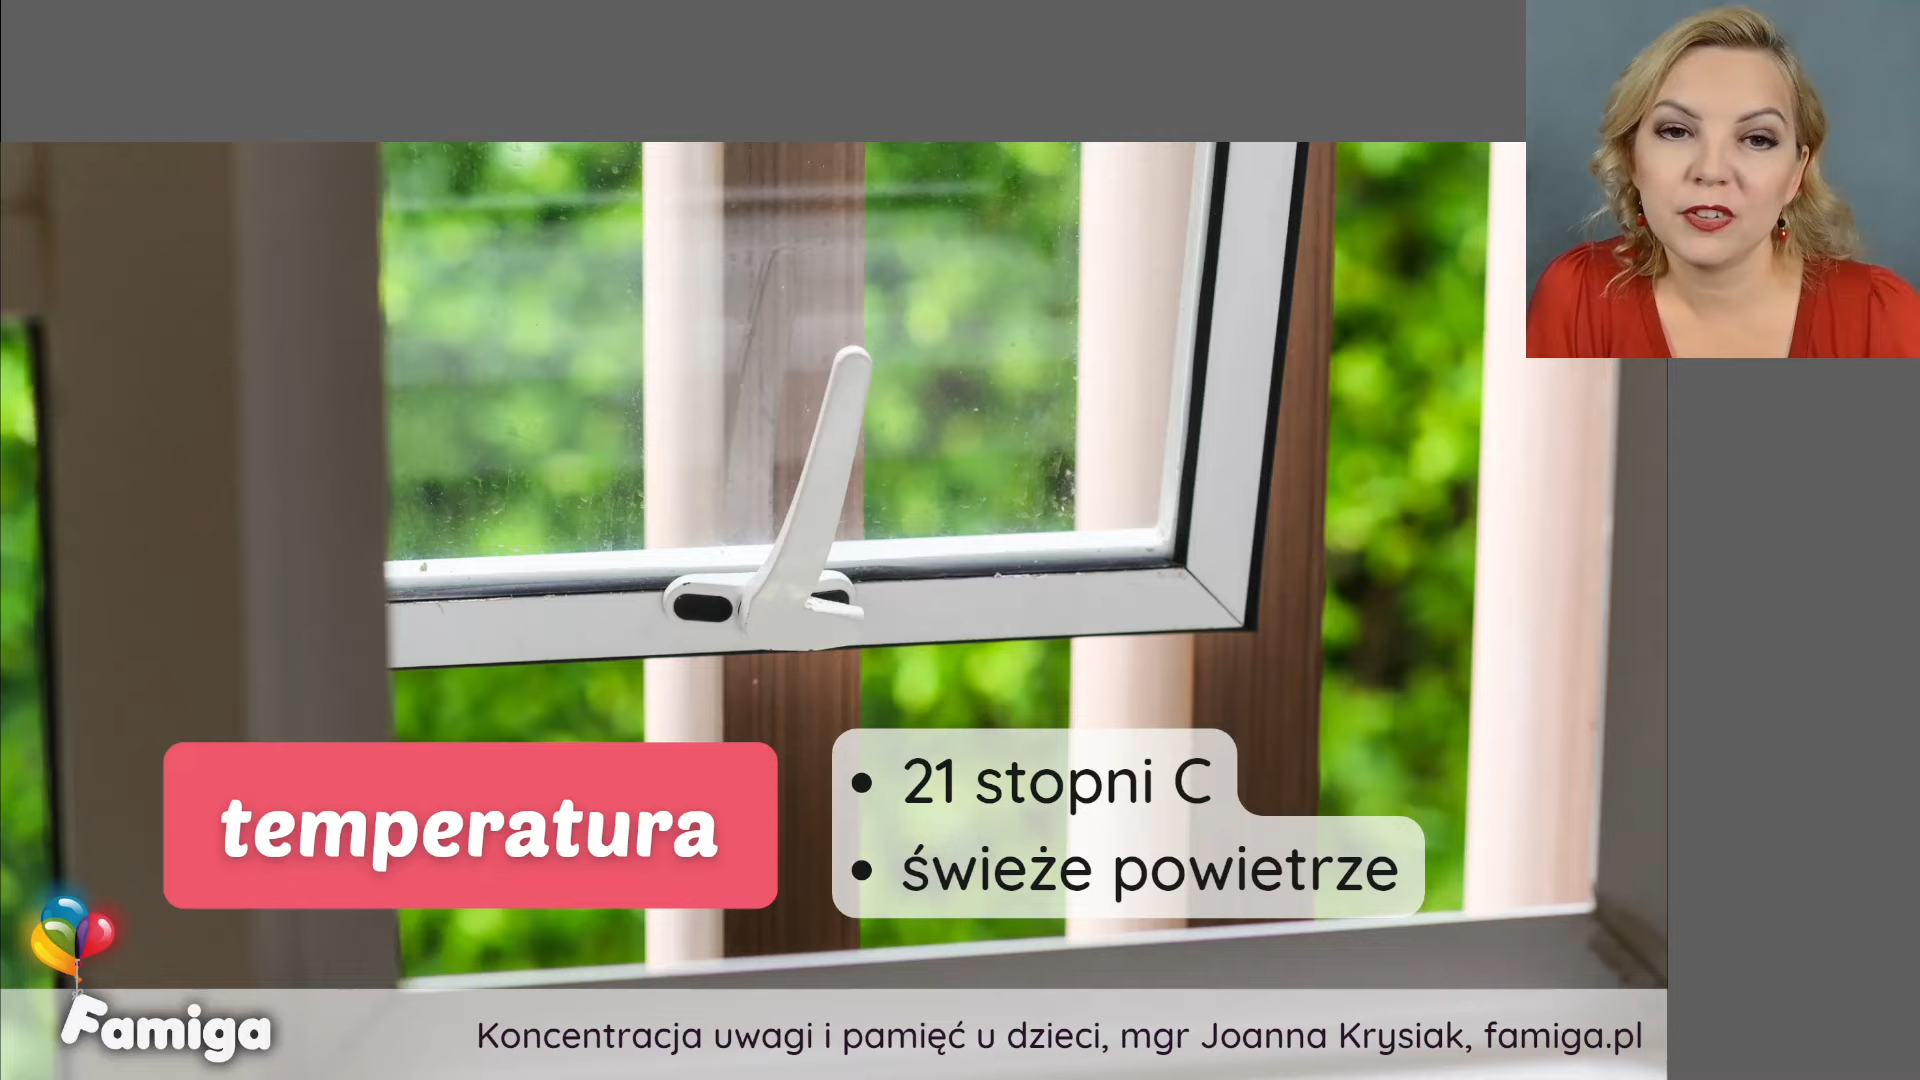 temperatura
• 21 stopni C
• świeże powietrze
Famiga
Koncentracja uwagi i pamięć u dzieci, mgr Joanna Krysiak, famiga.pl